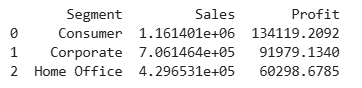 Segment Sales Profit
0 Consumer 1.161401e+06 134119.2092
1 Corporate 7.061464e+05 91979.1340
2 Home Office 4.296531e+05 60298.6785